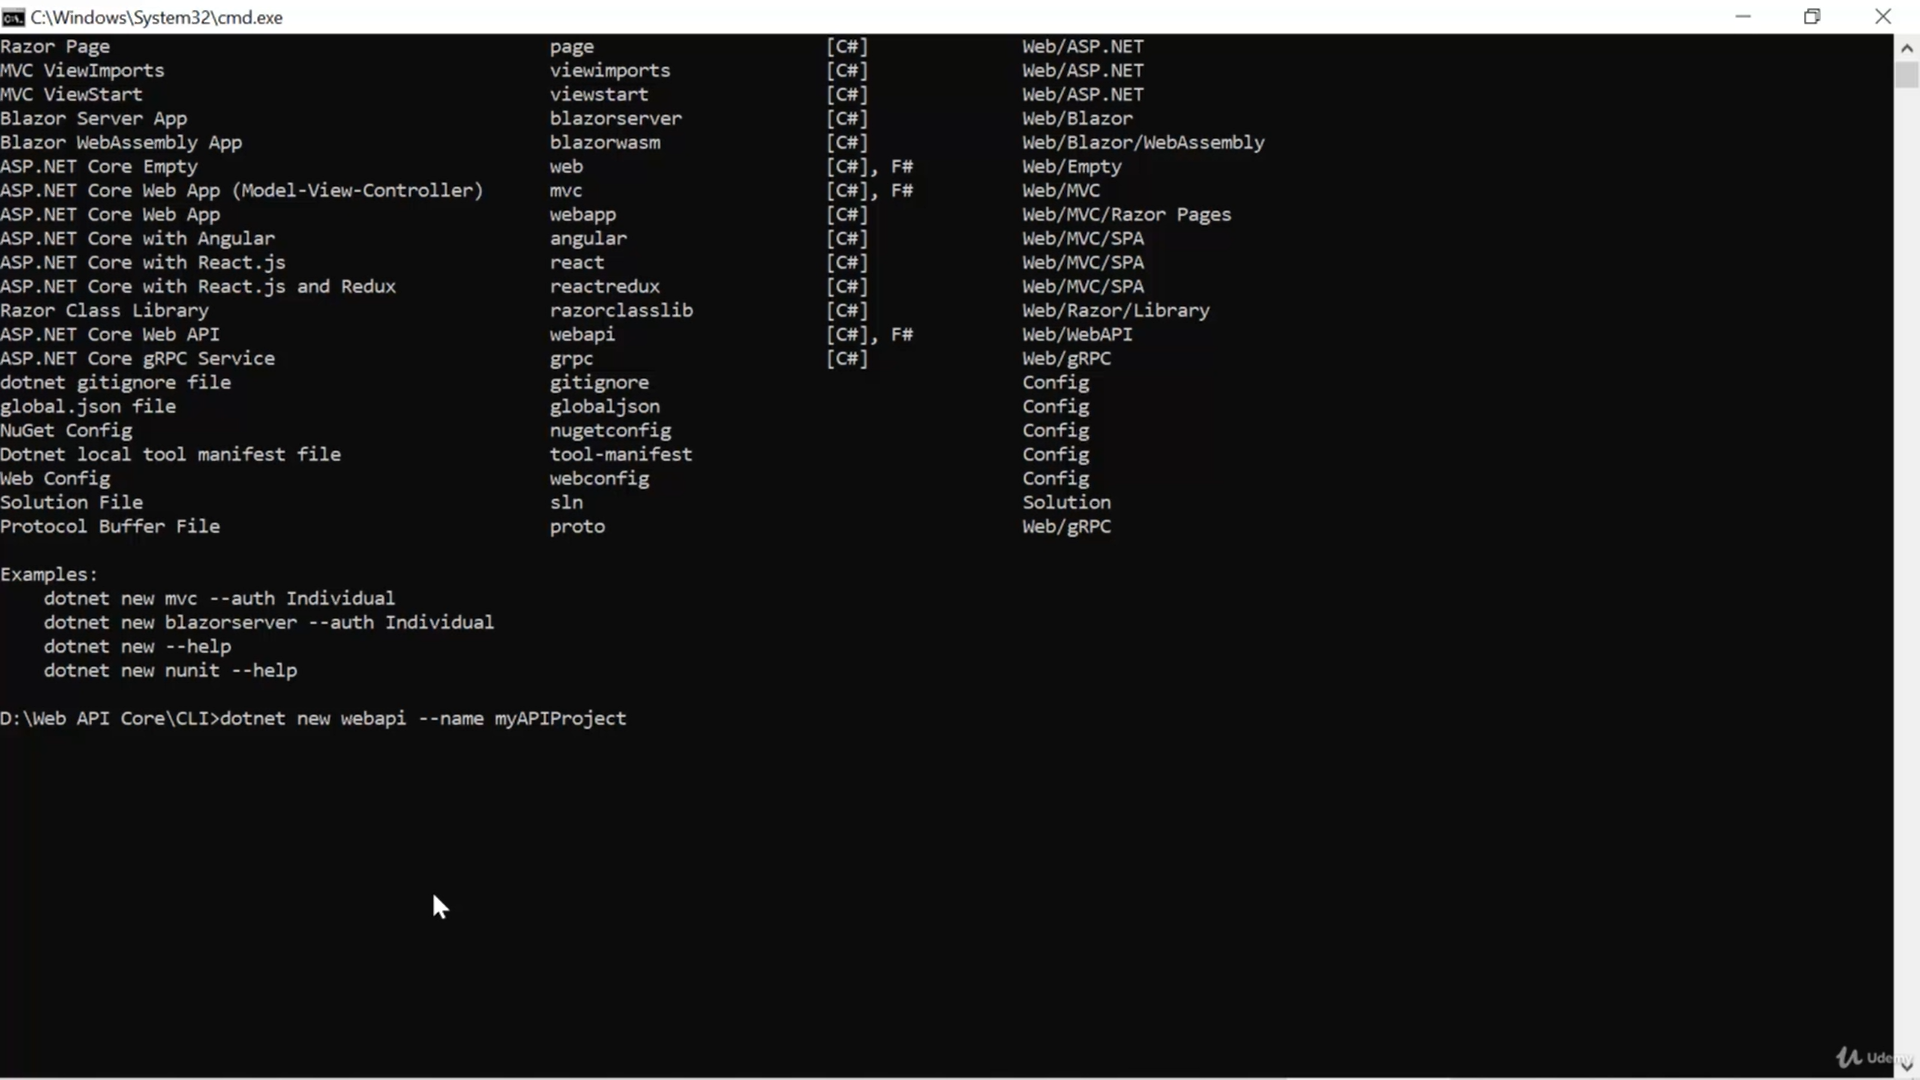 C:\Windows\System32\cmd.exe
Razor Page page [C#] Web/ASP.NET
MVC ViewImports viewimports [C#] Web/ASP.NET
MVC ViewStart viewstart [C#] Web/ASP.NET
Blazor Server App blazorserver [C#] Web/Blazor
Blazor WebAssembly App blazorwasm [C#] Web/Blazor/WebAssembly
ASP.NET Core Empty web [C#], F# Web/Empty
ASP.NET Core Web App (Model-View-Controller) mvc [C#], F# Web/MVC
ASP.NET Core Web App webapp [C#] Web/MVC/Razor Pages
ASP.NET Core with Angular angular [C#] Web/MVC/SPA
ASP.NET Core with React.js react [C#] Web/MVC/SPA
ASP.NET Core with React.js and Redux reactredux [C#] Web/MVC/SPA
Razor Class Library razorclasslib [C#] Web/Razor/Library
ASP.NET Core Web API webapi [C#], F# Web/WebAPI
ASP.NET Core gRPC Service grpc [C#] Web/gRPC
dotnet gitignore file gitignore Config
global.json file globaljson Config
NuGet Config nugetconfig Config
Dotnet local tool manifest file tool-manifest Config
Web Config webconfig Config
Solution File sln Solution
Protocol Buffer File proto Web/gRPC
Examples:
dotnet new mvc --auth Individual
dotnet new blazorserver --auth Individual
dotnet new --help
dotnet new nunit --help
D:\Web API Core\CLI>dotnet new webapi --name myAPIProject
Udemy